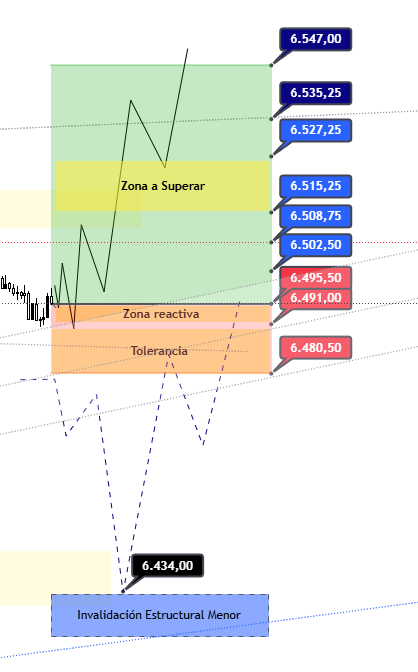 6.547,00
6.535,25
6.527,25
Zona a Superar
6.515,25
6.508,75
6.502,50
6.495,50
6.491,00
Zona reactiva
Tolerancia
6.480,50
6.434,00
Invalidación Estructural Menor